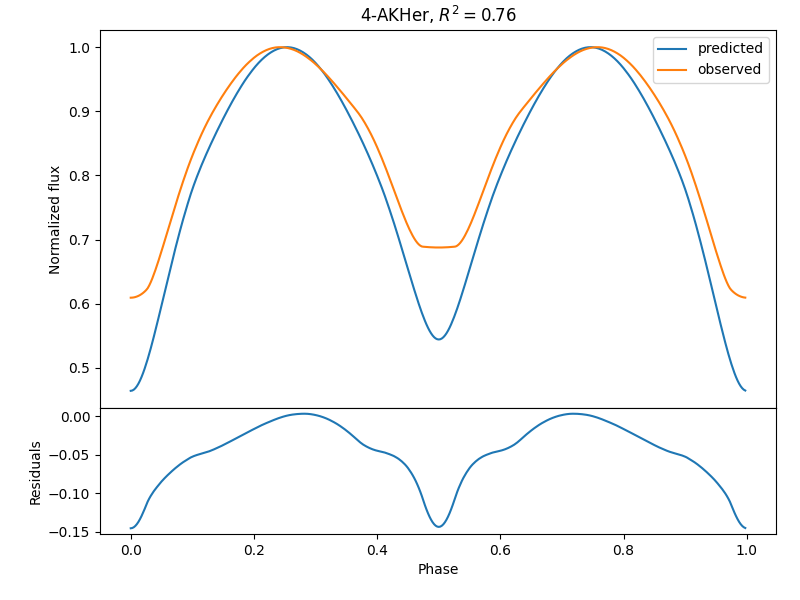 4-AKHer, R² = 0.76
predicted
observed
Normalized flux
1.0
0.9
0.8
0.7
0.6
0.5
Residuals
0.00
−0.05
−0.10
−0.15
0.0 0.2 0.4 0.6 0.8 1.0
Phase